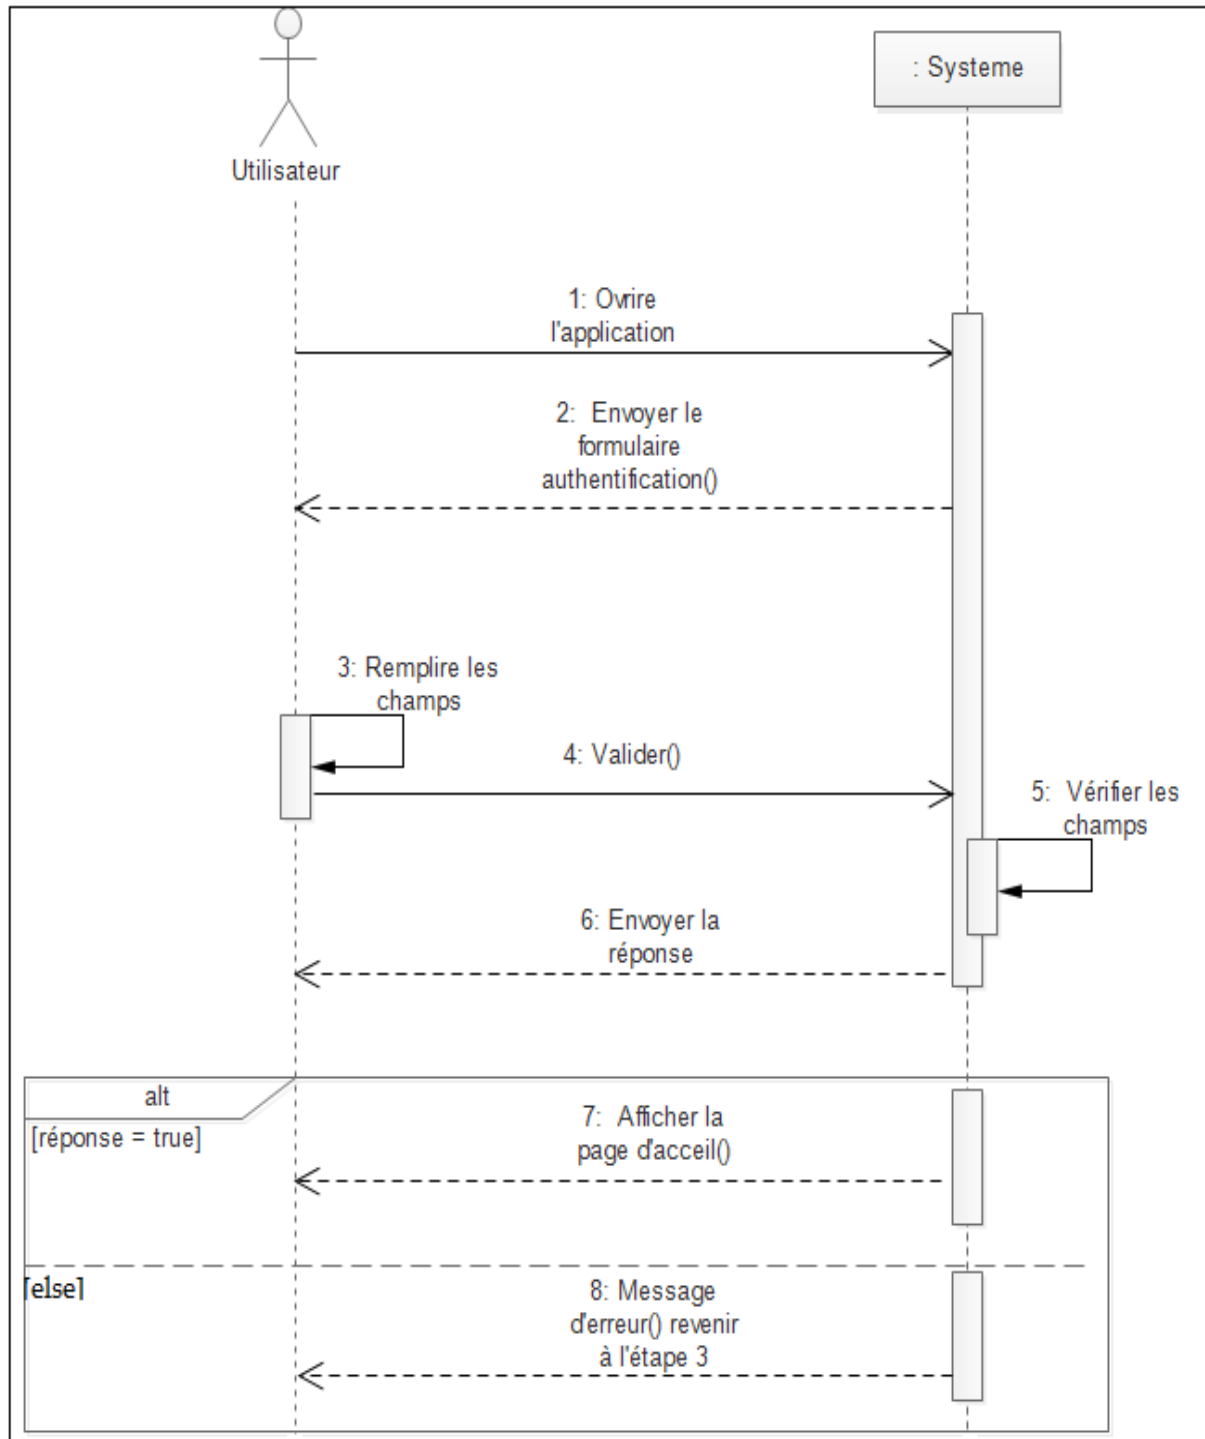 : Systeme
Utilisateur
1: Ovrire
l'application
2: Envoyer le
formulaire
authentification()
3: Remplire les
champs
4: Valider()
5: Vérifier les
champs
6: Envoyer la
réponse
alt
[réponse = true]
7: Afficher la
page d'acceil()
[else]
8: Message
d'erreur() revenir
à l'étape 3